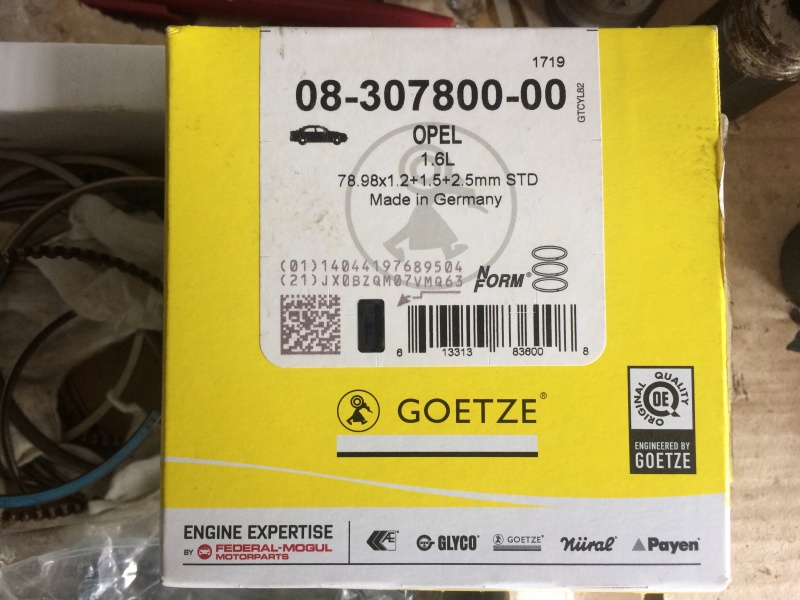 1719
08-307800-00
GTCYL82
OPEL
1.6L
78.98x1.2+1.5+2.5mm STD
Made in Germany
(01)14044197689504
(21)JX0BZQM07VMQ63
N FORM®
6 13313 83600 8
GOETZE®
ORIGINAL QUALITY
OE
ENGINEERED BY
GOETZE
ENGINE EXPERTISE
BY FEDERAL-MOGUL
MOTORPARTS
AE GLYCO® GOETZE® Nüral® Payen®